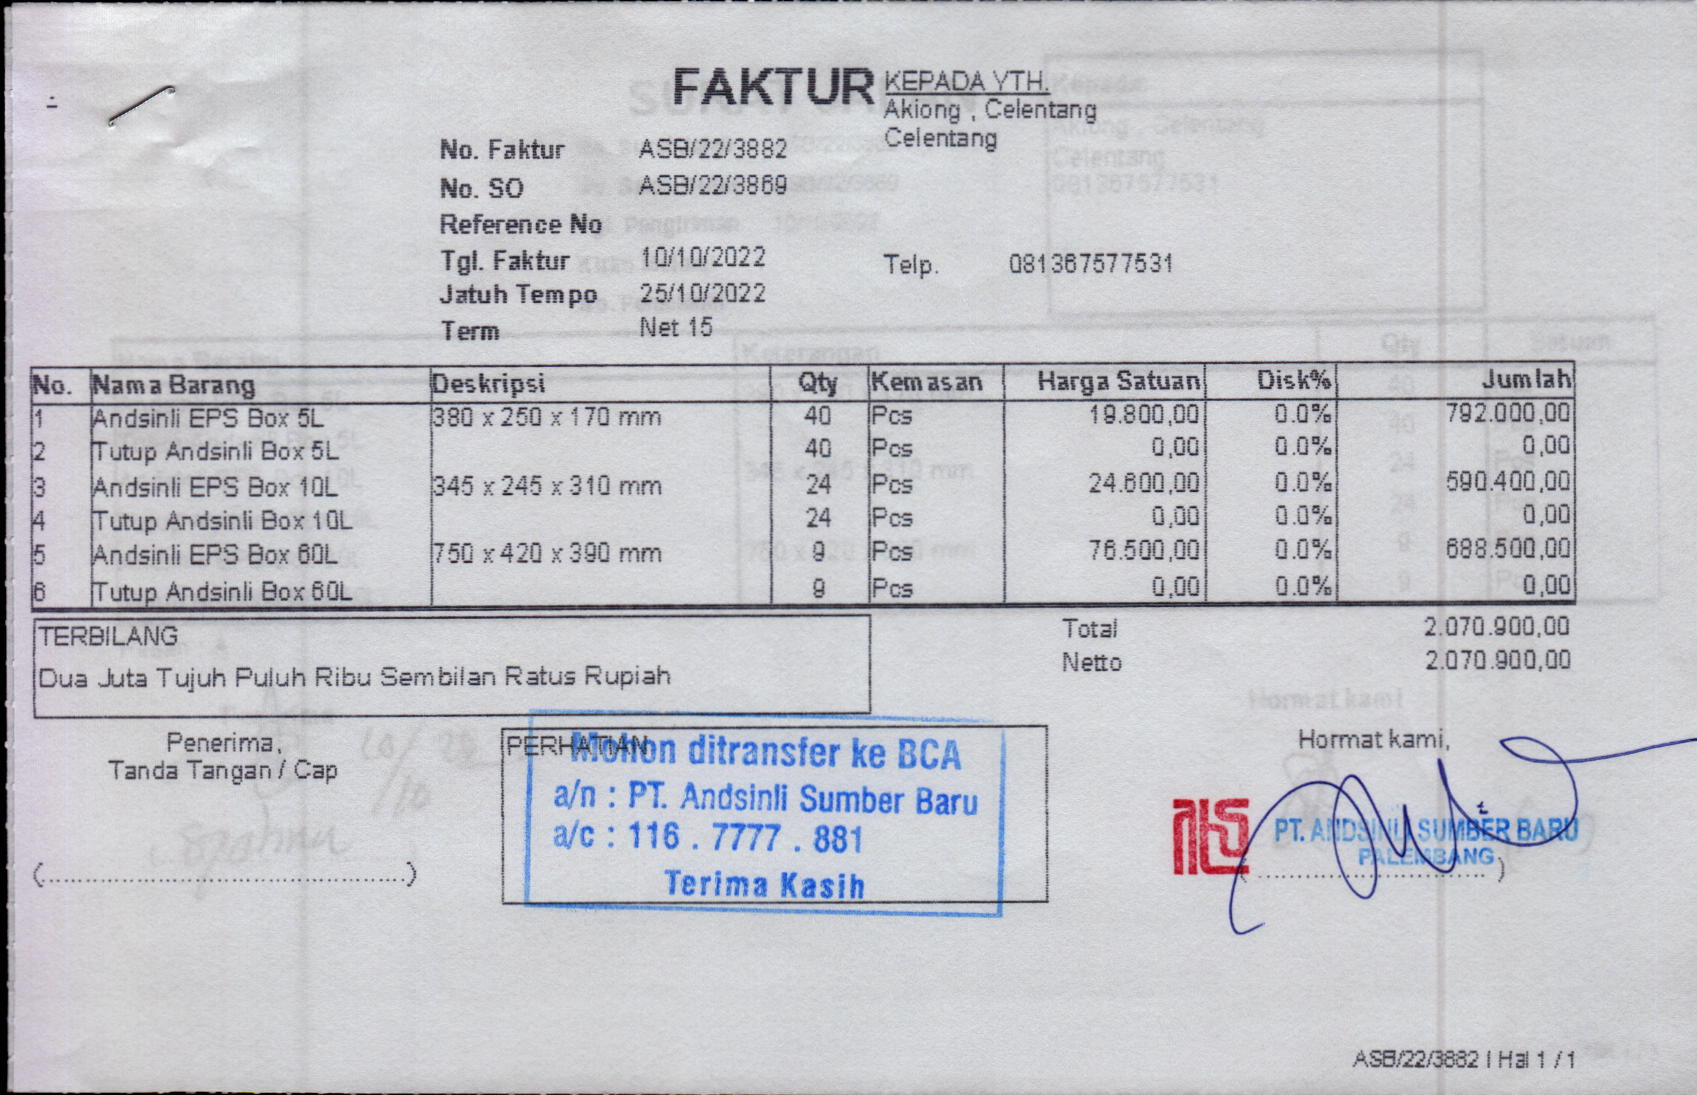 FAKTUR
KEPADA YTH.
Akiong , Celentang
Celentang
No. Faktur ASB/22/3882
No. SO ASB/22/3869
Reference No
Tgl. Faktur 10/10/2022
Telp. 081367577531
Jatuh Tempo 25/10/2022
Term Net 15
No. Nama Barang Deskripsi Qty Kemasan Harga Satuan Disk% Jumlah
1 Andsinli EPS Box 5L 380 x 250 x 170 mm 40 Pcs 19.800,00 0.0% 792.000,00
2 Tutup Andsinli Box 5L 40 Pcs 0,00 0.0% 0,00
3 Andsinli EPS Box 10L 345 x 245 x 310 mm 24 Pcs 24.600,00 0.0% 590.400,00
4 Tutup Andsinli Box 10L 24 Pcs 0,00 0.0% 0,00
5 Andsinli EPS Box 60L 750 x 420 x 390 mm 9 Pcs 76.500,00 0.0% 688.500,00
6 Tutup Andsinli Box 60L 9 Pcs 0,00 0.0% 0,00
TERBILANG
Dua Juta Tujuh Puluh Ribu Sembilan Ratus Rupiah
Total 2.070.900,00
Netto 2.070.900,00
Penerima,
Tanda Tangan / Cap
(..........................................)
PERHATIAN
Mohon ditransfer ke BCA
a/n : PT. Andsinli Sumber Baru
a/c : 116 . 7777 . 881
Terima Kasih
Hormat kami,
PT. ANDSINLI SUMBER BARU
PALEMBANG
(..............................)
ASB/22/3882 | Hal 1 / 1